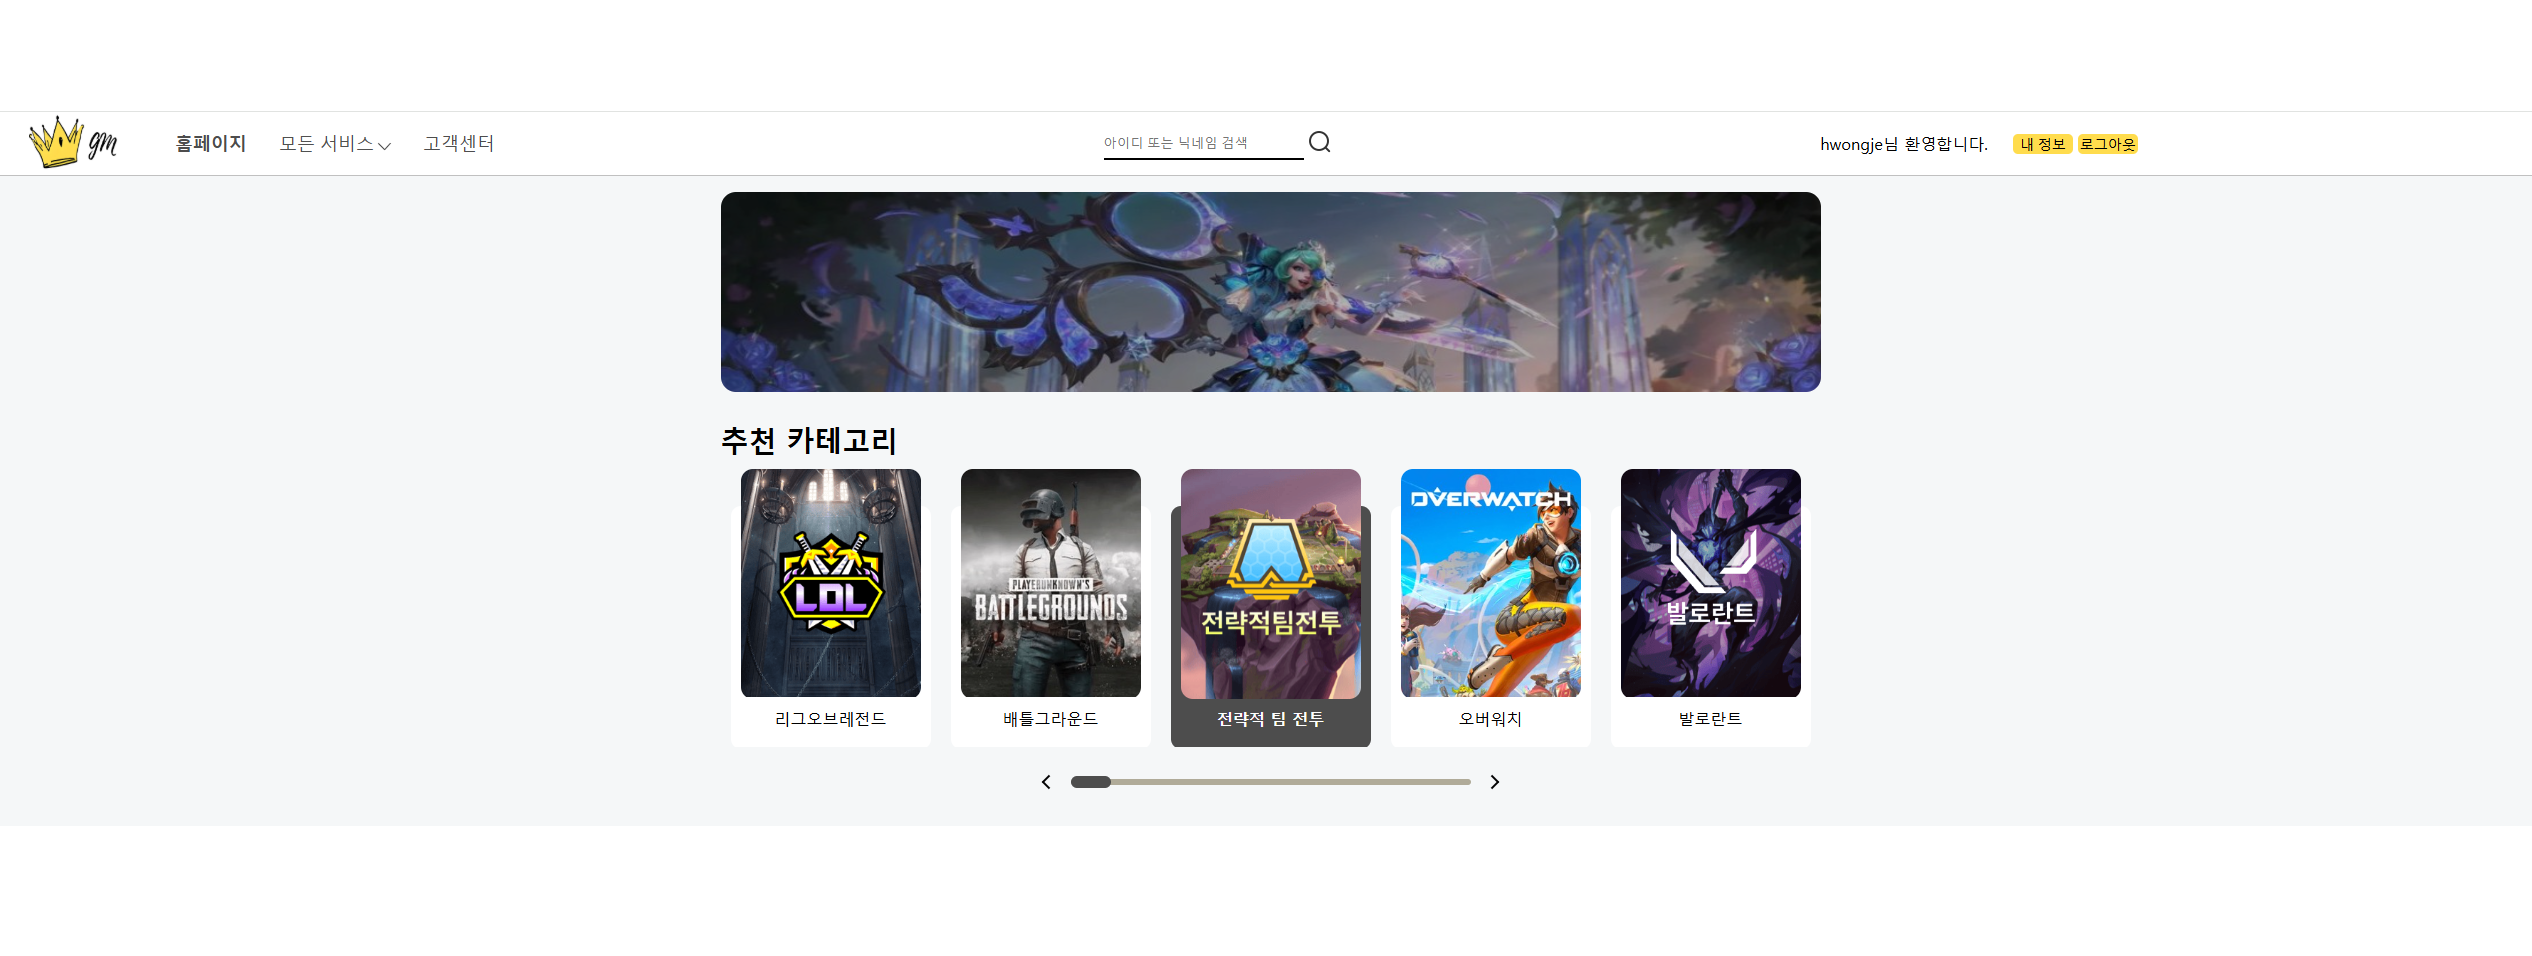 gm
홈페이지 모든 서비스 고객센터
아이디 또는 닉네임 검색
hwongje님 환영합니다. 내 정보 로그아웃
추천 카테고리
LOL
PLAYERUNKNOWN'S
BATTLEGROUNDS
전략적팀전투
OVERWATCH
발로란트
리그오브레전드 배틀그라운드 전략적 팀 전투 오버워치 발로란트